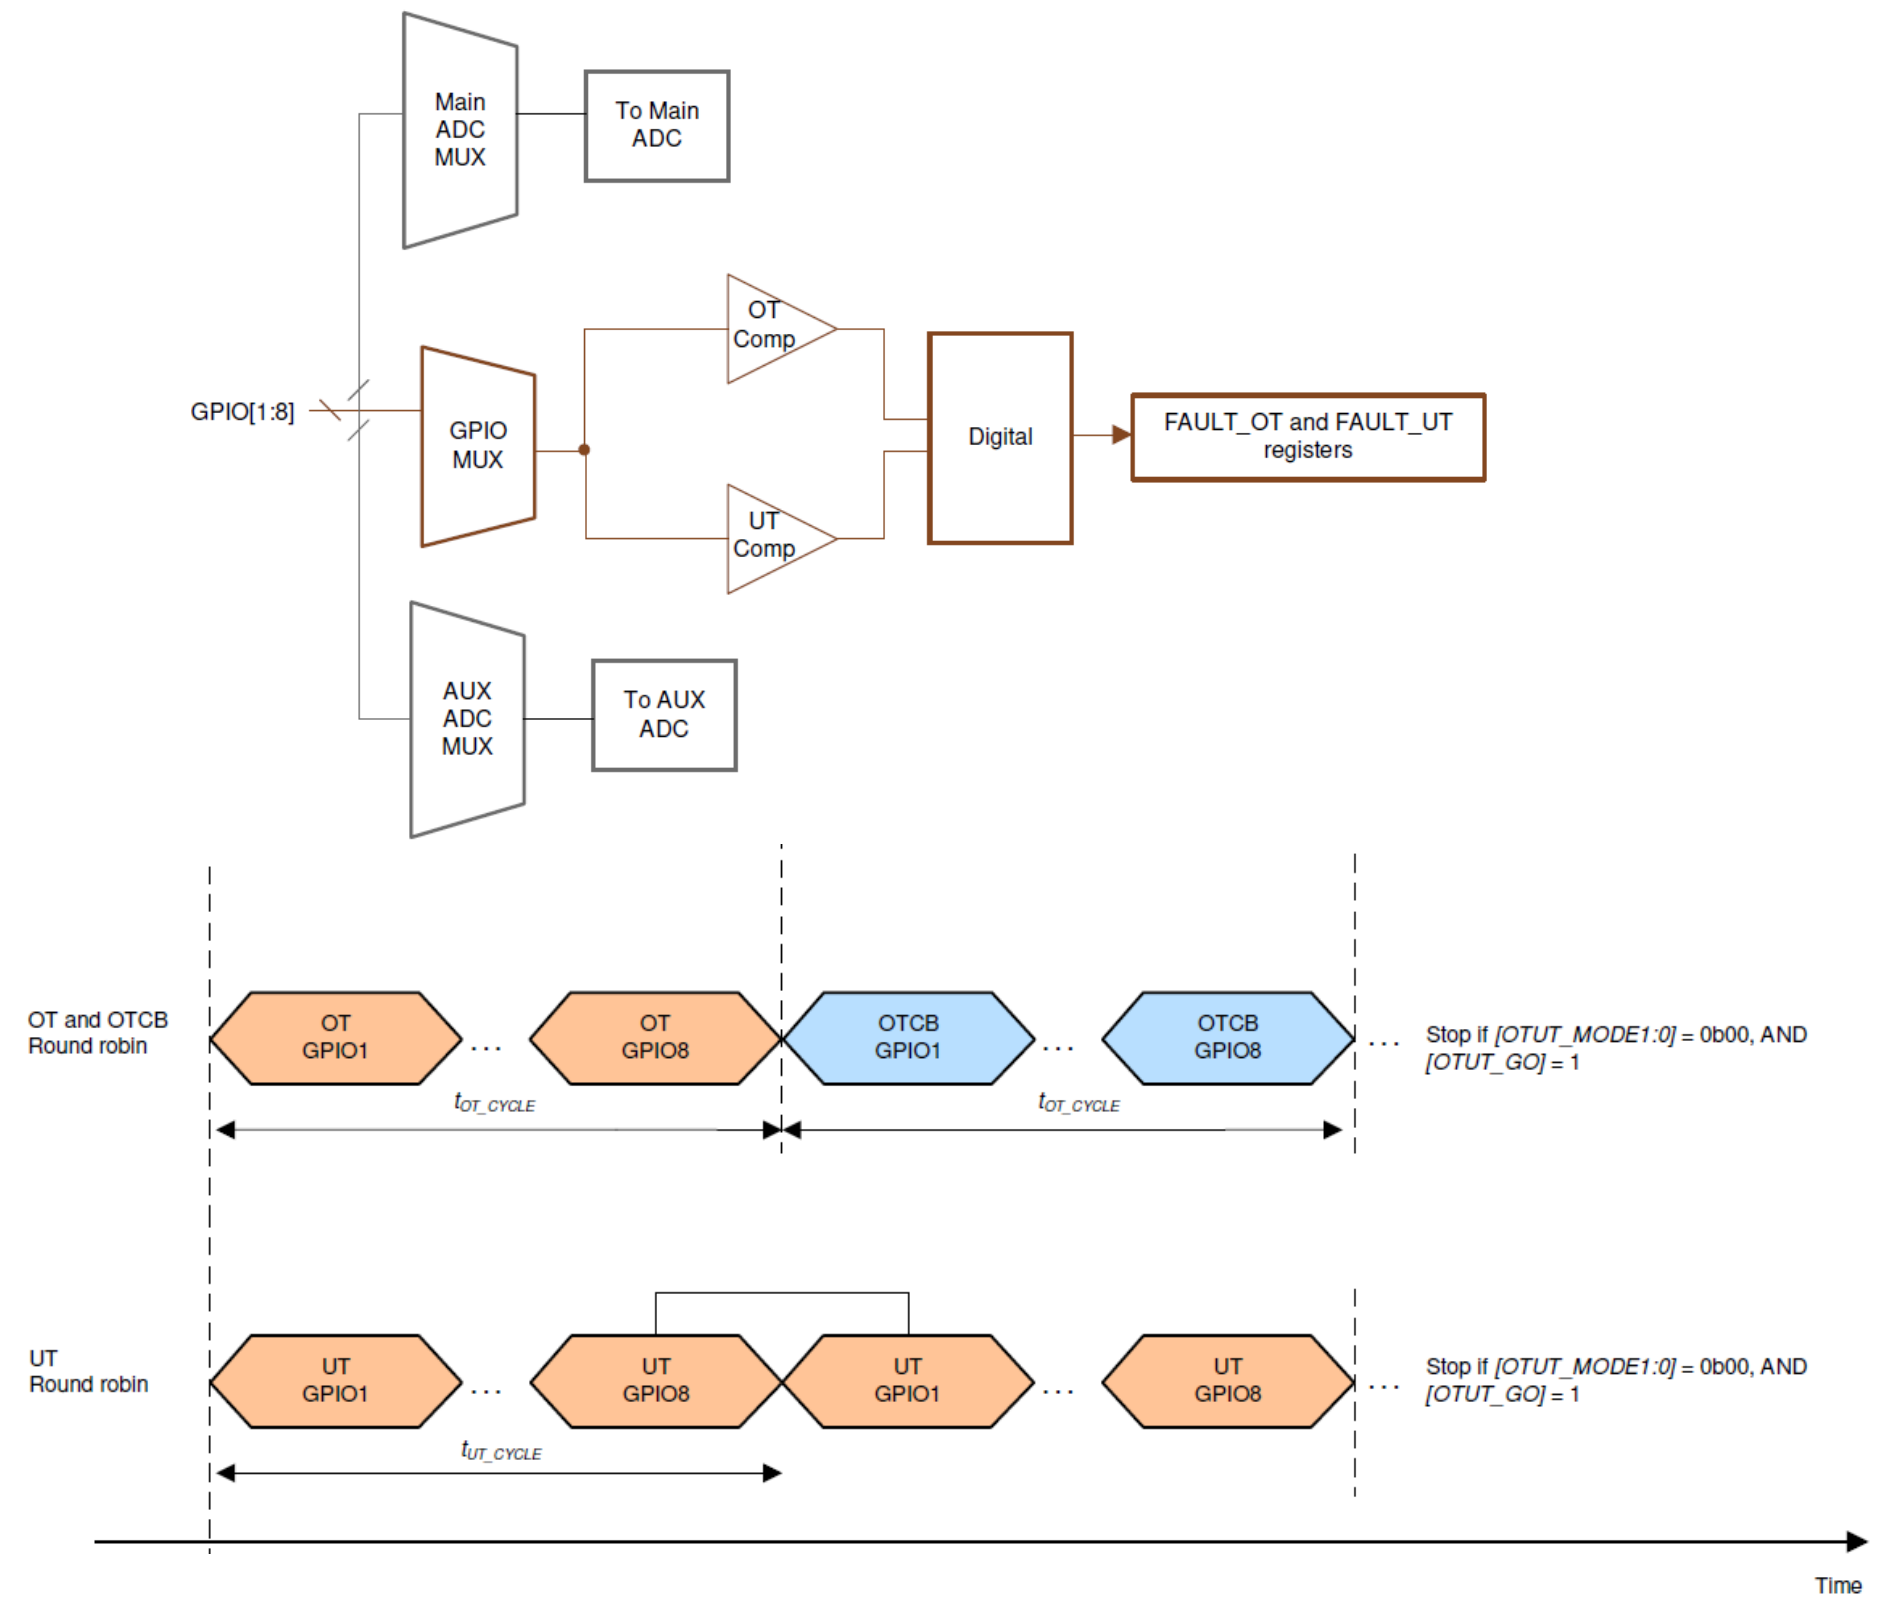 Main
ADC
MUX
To Main
ADC
OT
Comp
GPIO[1:8]
GPIO
MUX
Digital
FAULT_OT and FAULT_UT
registers
UT
Comp
AUX
ADC
MUX
To AUX
ADC
OT and OTCB
Round robin
OT
GPIO1
...
OT
GPIO8
OTCB
GPIO1
...
OTCB
GPIO8
...
Stop if [OTUT_MODE1:0] = 0b00, AND
[OTUT_GO] = 1
tOT_CYCLE
tOT_CYCLE
UT
Round robin
UT
GPIO1
...
UT
GPIO8
UT
GPIO1
...
UT
GPIO8
...
Stop if [OTUT_MODE1:0] = 0b00, AND
[OTUT_GO] = 1
tUT_CYCLE
Time